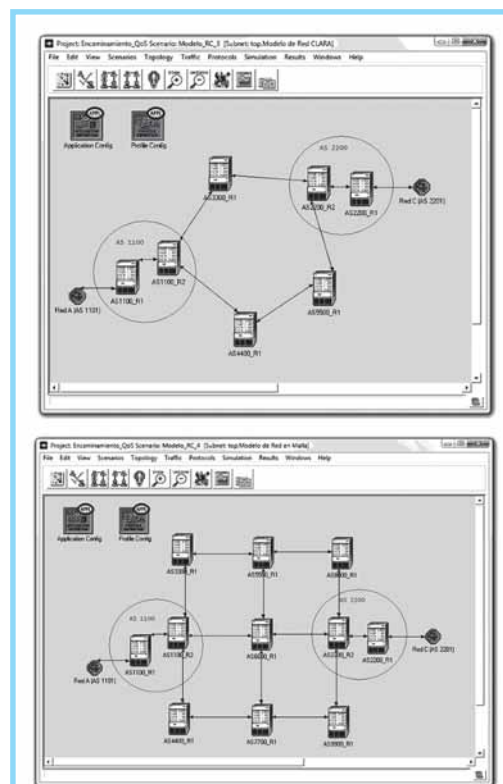 Project: Encaminamiento_QoS Scenario: Modelo_RC_3 [Subnet: top.Modelo de Red CLARA]
File Edit View Scenarios Topology Traffic Protocols Simulation Results Windows Help
Application Config
Profile Config
AS 2200
AS3300_R1
AS2200_R2
AS2200_R1
Red C (AS 2201)
AS 1100
AS1100_R2
AS1100_R1
Red A (AS 1101)
AS5500_R1
AS4400_R1
Project: Encaminamiento_QoS Scenario: Modelo_RC_4 [Subnet: top.Modelo de Red en Malla]
File Edit View Scenarios Topology Traffic Protocols Simulation Results Windows Help
Application Config
Profile Config
AS3300_R1
AS 1100
AS 2200
AS1100_R2
AS6600_R1
AS2200_R2
AS1100_R1
AS2200_R1
Red C (AS 2201)
Red A (AS 1101)
AS4400_R1
AS7700_R1